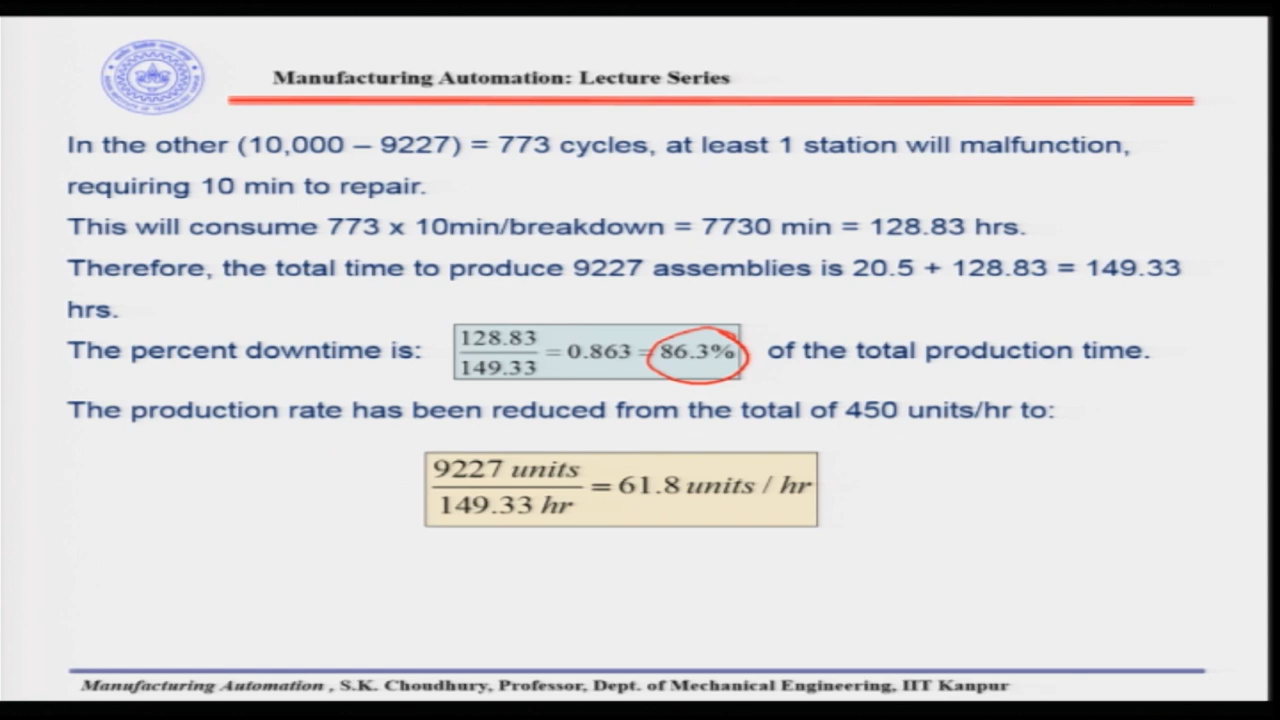 Manufacturing Automation: Lecture Series
In the other (10,000 – 9227) = 773 cycles, at least 1 station will malfunction,
requiring 10 min to repair.
This will consume 773 x 10min/breakdown = 7730 min = 128.83 hrs.
Therefore, the total time to produce 9227 assemblies is 20.5 + 128.83 = 149.33
hrs.
The percent downtime is: 128.83 / 149.33 = 0.863 = 86.3% of the total production time.
The production rate has been reduced from the total of 450 units/hr to:
9227 units / 149.33 hr = 61.8 units / hr
Manufacturing Automation , S.K. Choudhury, Professor, Dept. of Mechanical Engineering, IIT Kanpur